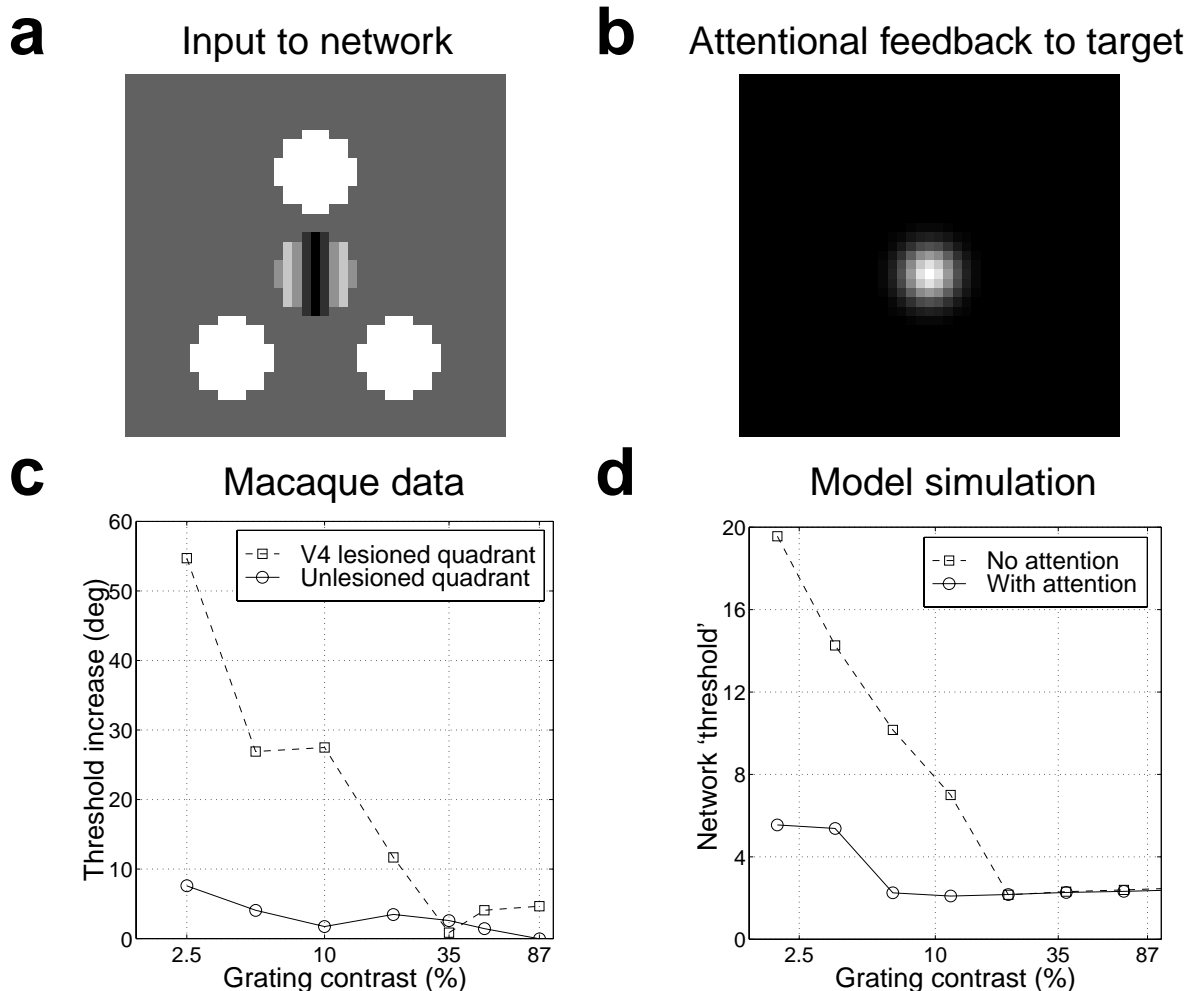 a
Input to network
b
Attentional feedback to target
c
Macaque data
60
50
40
30
20
10
0
Threshold increase (deg)
V4 lesioned quadrant
Unlesioned quadrant
2.5 10 35 87
Grating contrast (%)
d
Model simulation
20
16
12
8
4
0
Network ‘threshold’
No attention
With attention
2.5 10 35 87
Grating contrast (%)